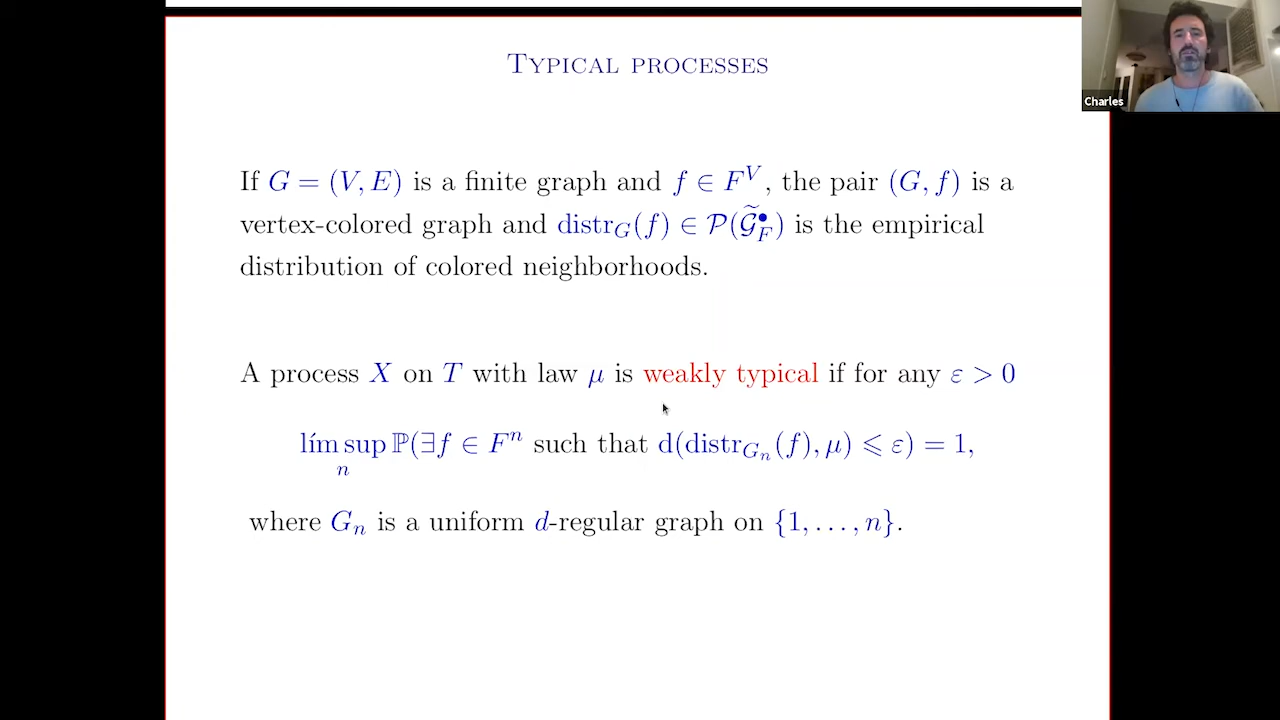 TYPICAL PROCESSES
Charles
If G = (V, E) is a finite graph and f ∈ F^V, the pair (G, f) is a
vertex-colored graph and distr_G(f) ∈ 𝒫(𝒢̃^•_F) is the empirical
distribution of colored neighborhoods.
A process X on T with law μ is weakly typical if for any ε > 0
lím sup_n ℙ(∃f ∈ F^n such that d(distr_{G_n}(f), μ) ⩽ ε) = 1,
where G_n is a uniform d-regular graph on {1, . . . , n}.